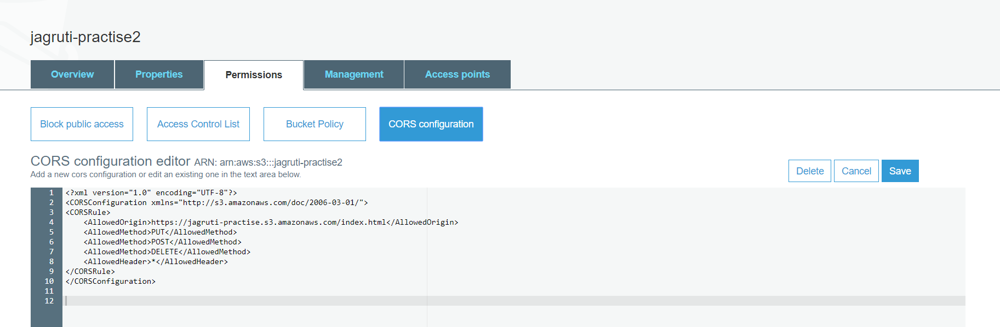 jagruti-practise2
Overview Properties Permissions Management Access points
Block public access Access Control List Bucket Policy CORS configuration
CORS configuration editor ARN: arn:aws:s3:::jagruti-practise2
Add a new cors configuration or edit an existing one in the text area below.
Delete Cancel Save
1 <?xml version="1.0" encoding="UTF-8"?>
2 <CORSConfiguration xmlns="http://s3.amazonaws.com/doc/2006-03-01/">
3 <CORSRule>
4     <AllowedOrigin>https://jagruti-practise.s3.amazonaws.com/index.html</AllowedOrigin>
5     <AllowedMethod>PUT</AllowedMethod>
6     <AllowedMethod>POST</AllowedMethod>
7     <AllowedMethod>DELETE</AllowedMethod>
8     <AllowedHeader>*</AllowedHeader>
9 </CORSRule>
10 </CORSConfiguration>
11
12